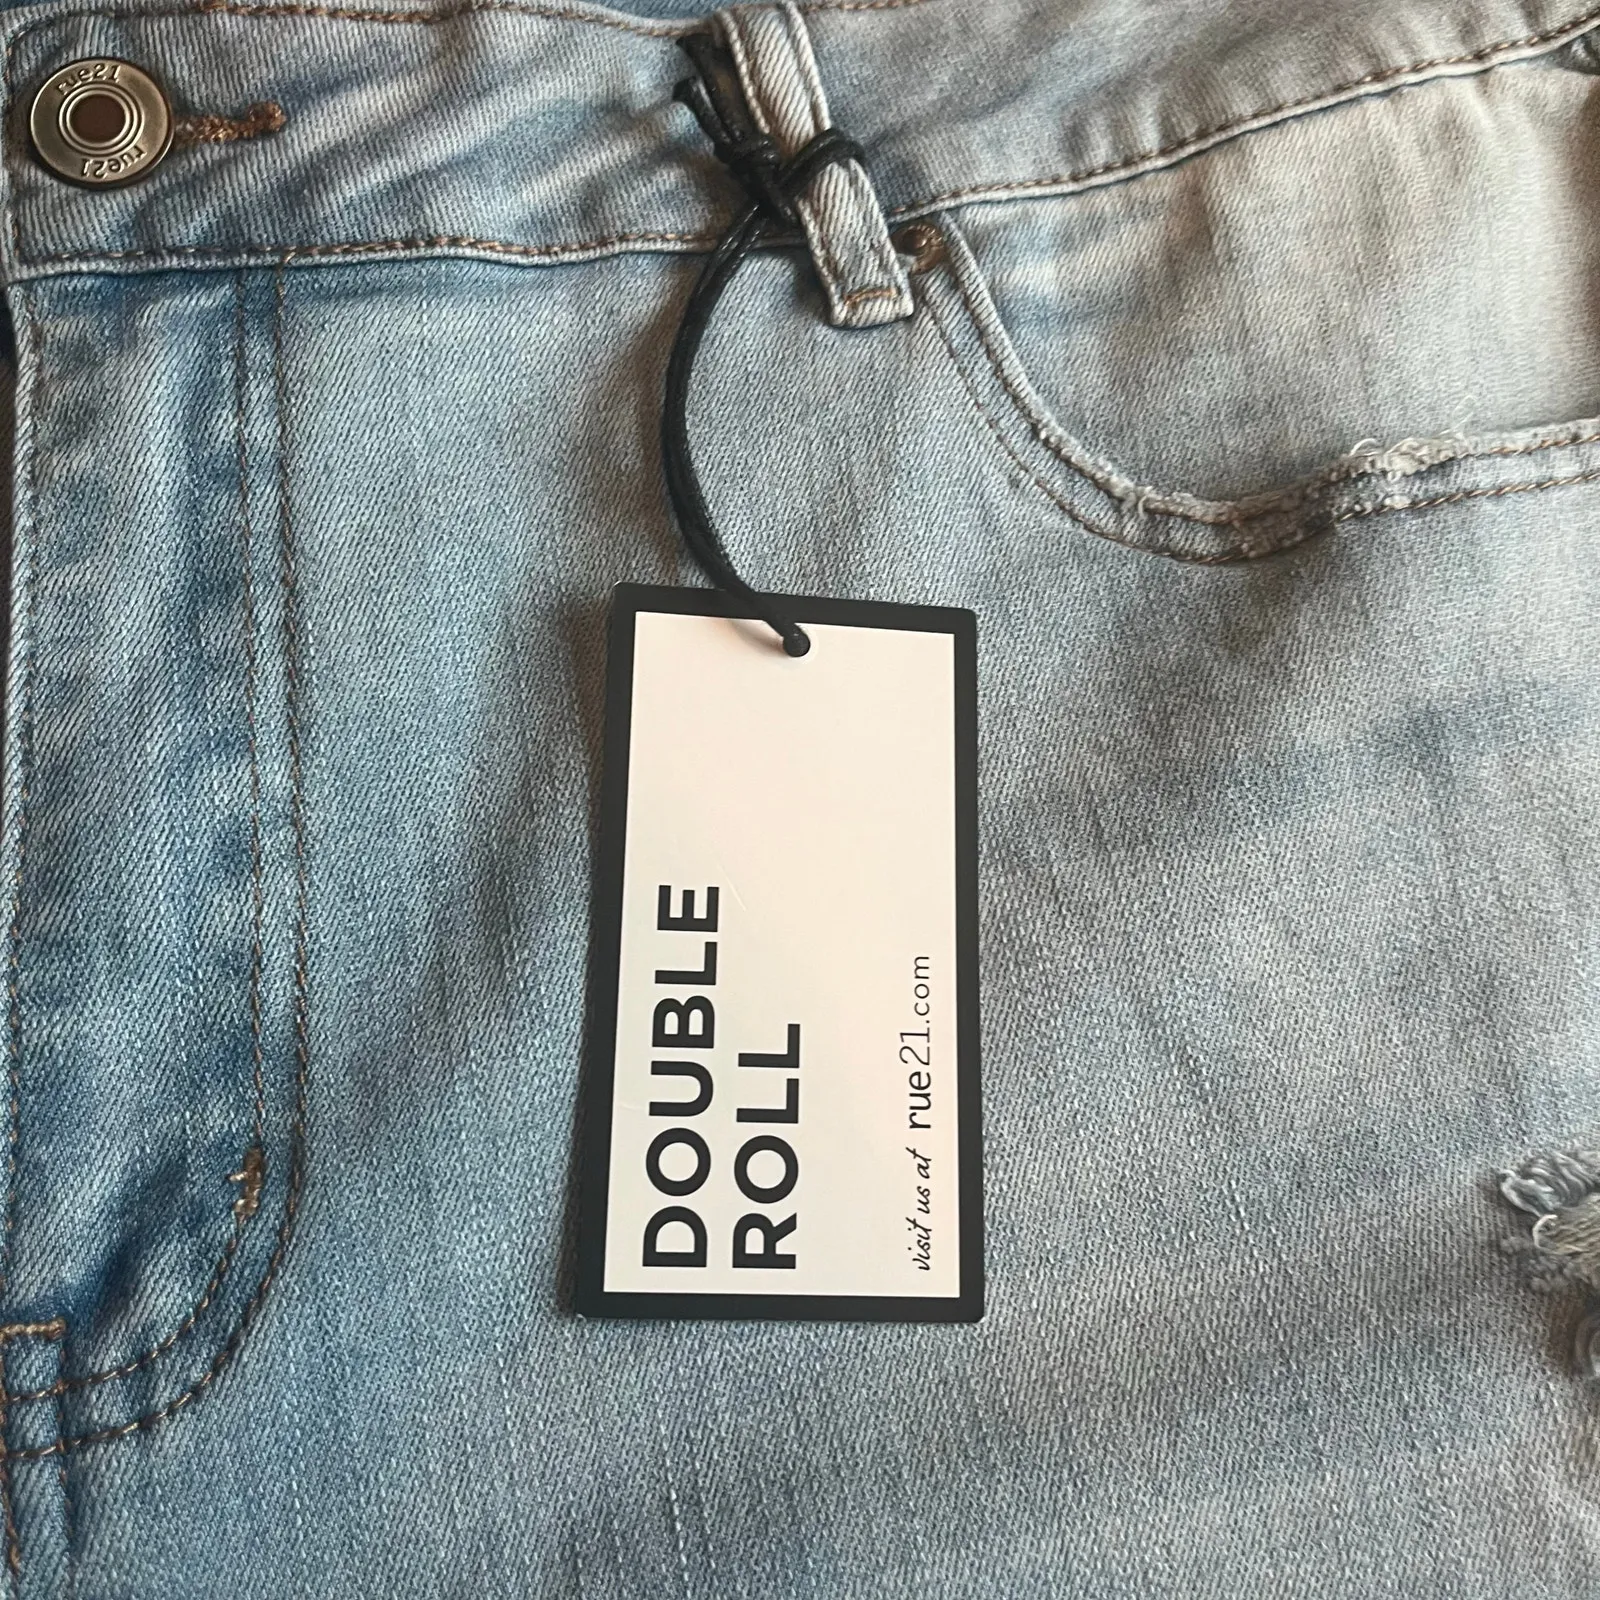 rue21
rue21
DOUBLE
ROLL
visit us at rue21.com